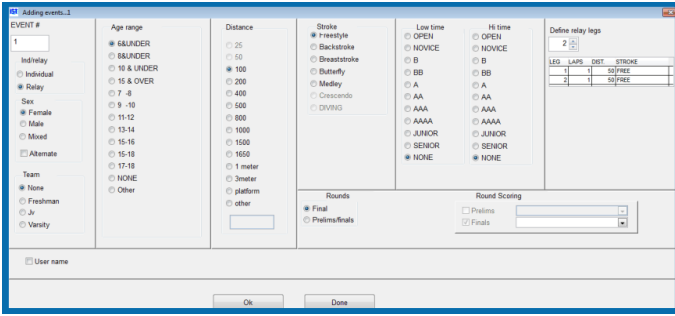 Adding events...1
EVENT #
1
Ind/relay
Individual
Relay
Sex
Female
Male
Mixed
Alternate
Team
None
Freshman
Jv
Varsity
Age range
6&UNDER
8&UNDER
10 & UNDER
15 & OVER
7 -8
9 -10
11-12
13-14
15-16
15-18
17-18
NONE
Other
Distance
25
50
100
200
400
500
800
1000
1500
1650
1 meter
3meter
platform
other
Stroke
Freestyle
Backstroke
Breaststroke
Butterfly
Medley
Crescendo
DIVING
Low time
OPEN
NOVICE
B
BB
A
AA
AAA
AAAA
JUNIOR
SENIOR
NONE
Hi time
OPEN
NOVICE
B
BB
A
AA
AAA
AAAA
JUNIOR
SENIOR
NONE
Define relay legs
2
LEG LAPS DIST. STROKE
1 1 50 FREE
2 1 50 FREE
Rounds
Final
Prelims/finals
Round Scoring
Prelims
Finals
User name
Ok Done